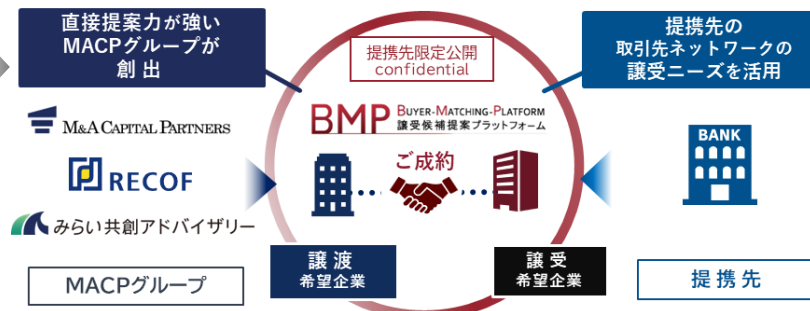 直接提案力が強い
MACPグループが
創出
M&A CAPITAL PARTNERS
RECOF
みらい共創アドバイザリー
MACPグループ
提携先限定公開
confidential
BMP BUYER-MATCHING-PLATFORM
譲受候補提案プラットフォーム
ご成約
譲渡
希望企業
譲受
希望企業
提携先の
取引先ネットワークの
譲受ニーズを活用
BANK
提携先